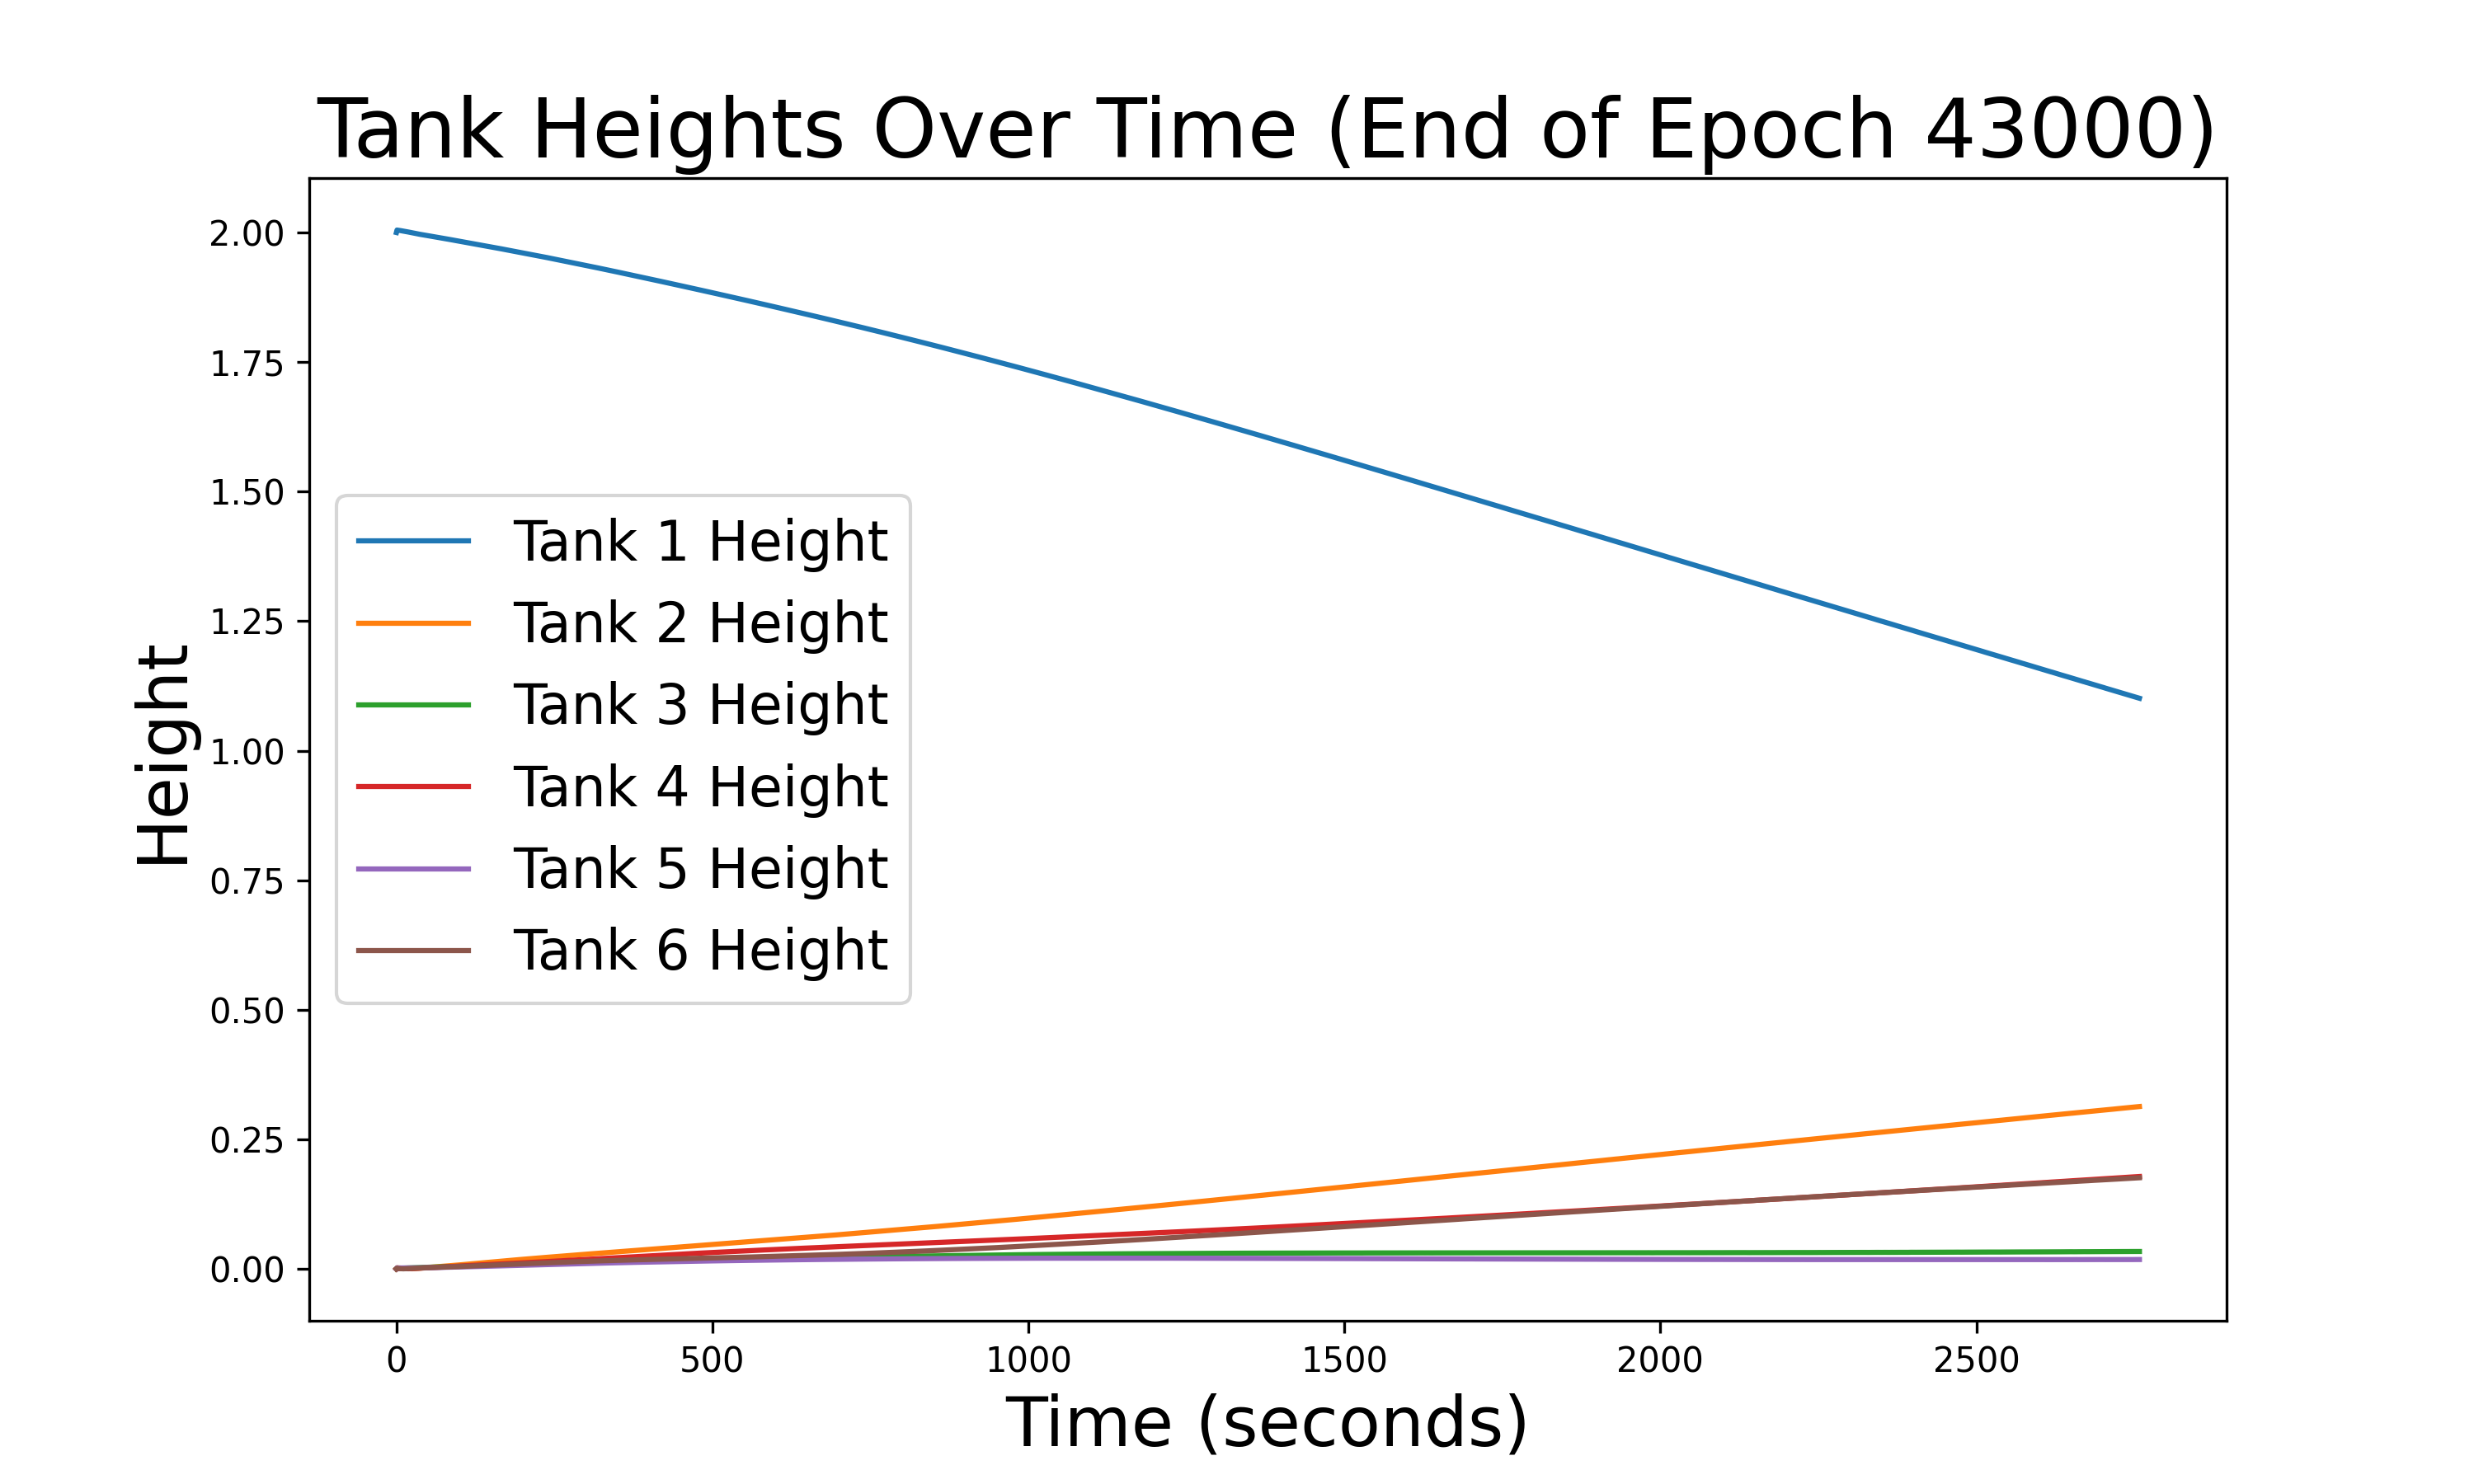 Tank Heights Over Time (End of Epoch 43000)
Height
2.00
1.75
1.50
1.25
1.00
0.75
0.50
0.25
0.00
Tank 1 Height
Tank 2 Height
Tank 3 Height
Tank 4 Height
Tank 5 Height
Tank 6 Height
0 500 1000 1500 2000 2500
Time (seconds)